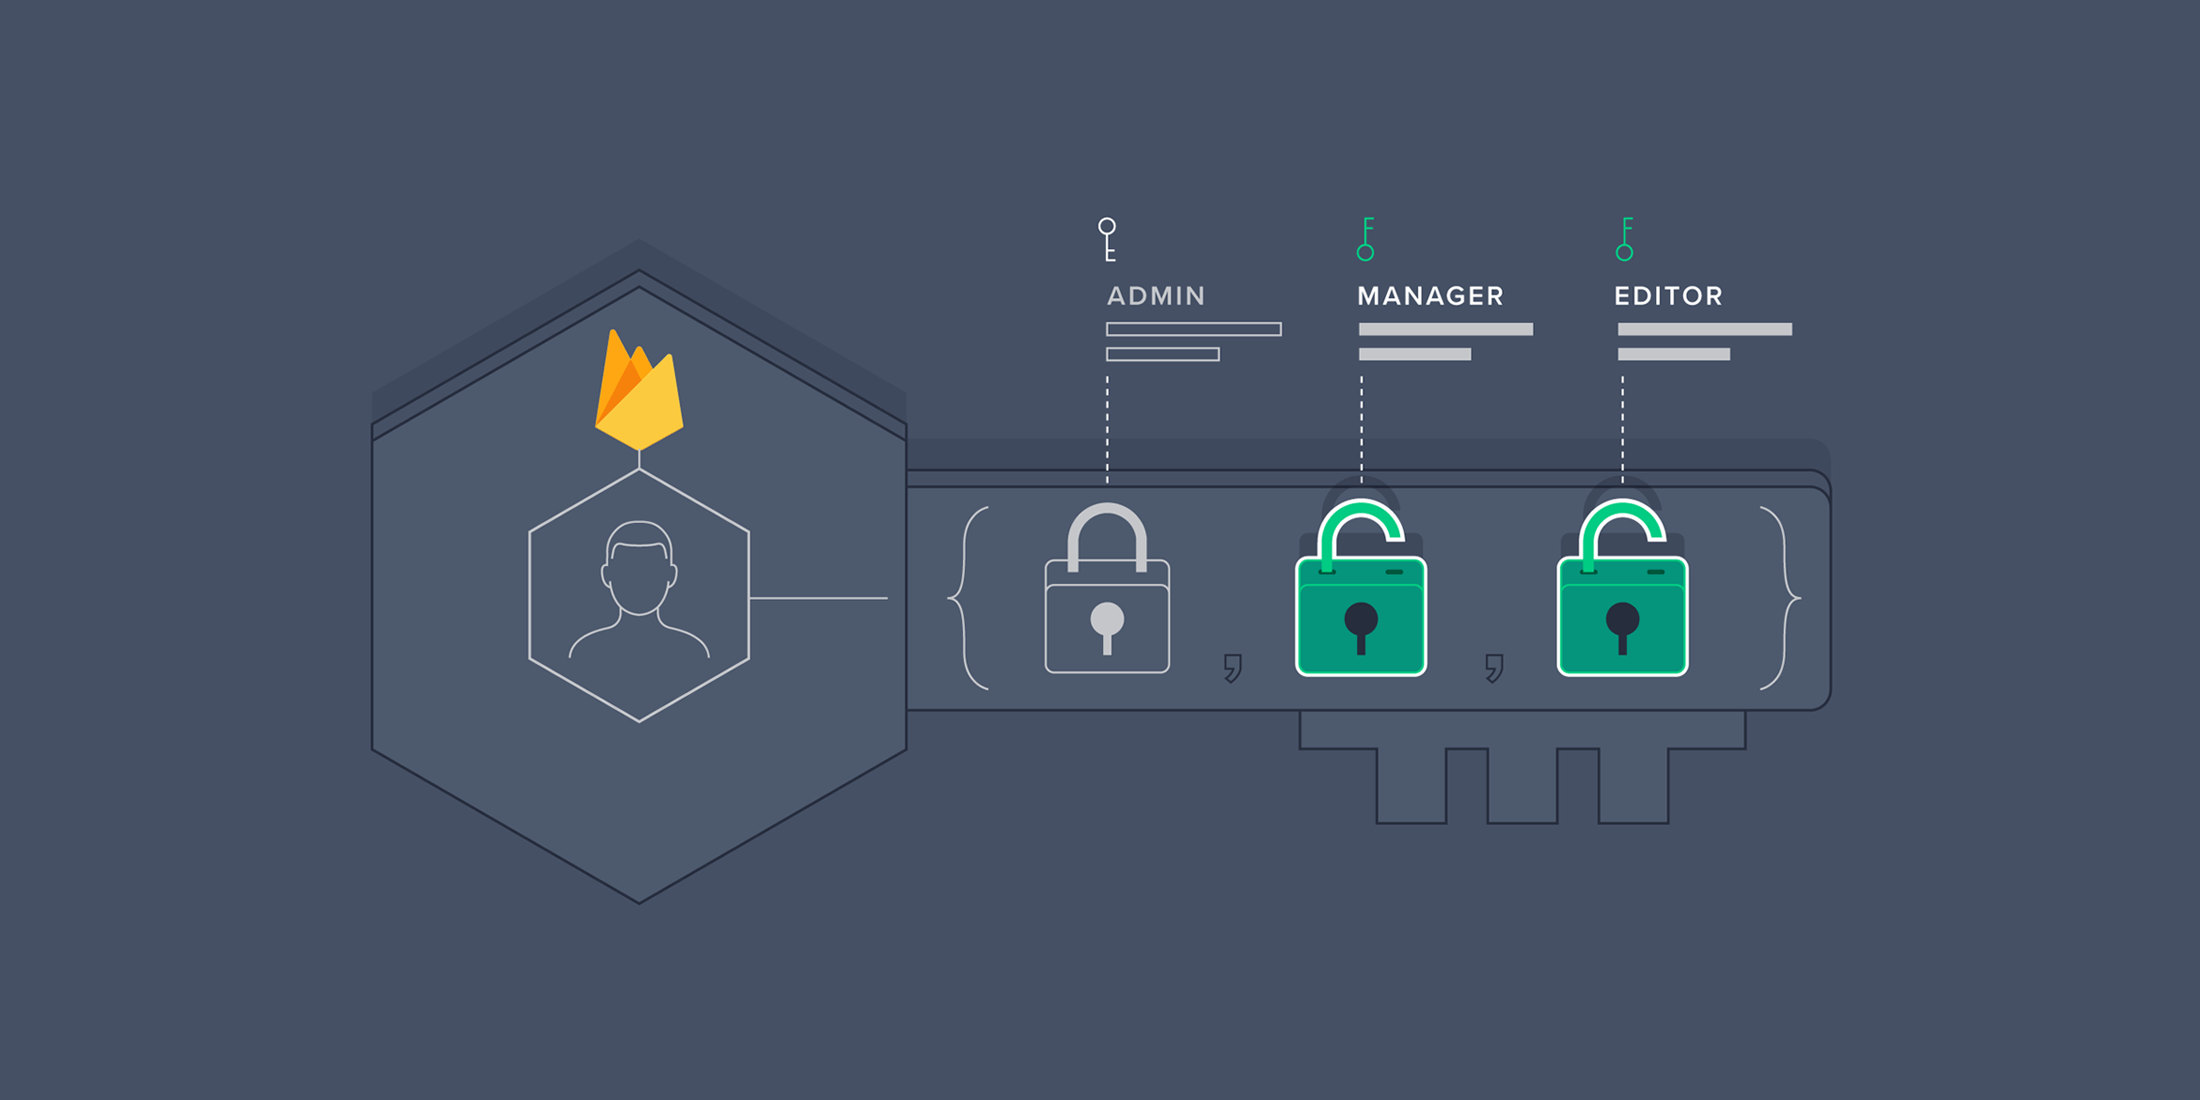 ADMIN
MANAGER
EDITOR
{ , , }